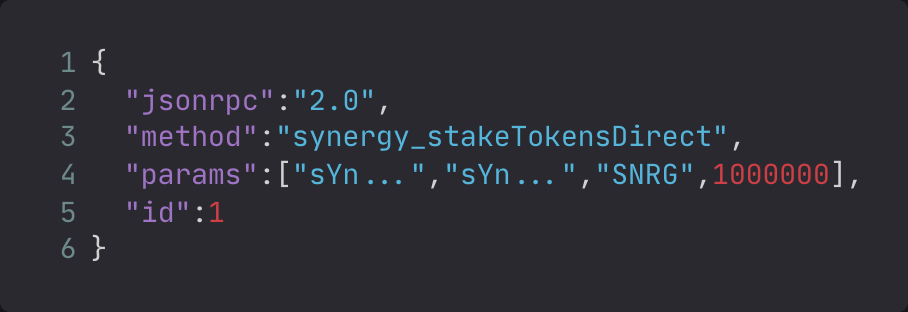 1 {
2   "jsonrpc":"2.0",
3   "method":"synergy_stakeTokensDirect",
4   "params":["sYn...","sYn...","SNRG",1000000],
5   "id":1
6 }